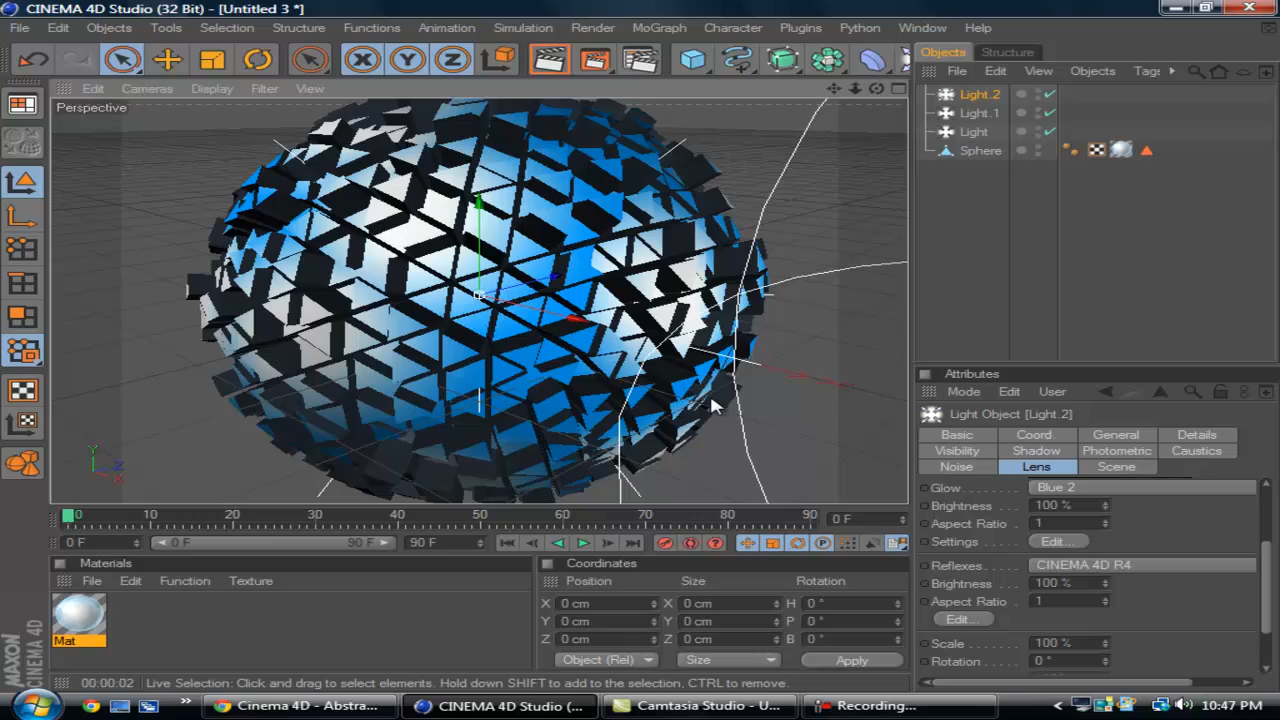 CINEMA 4D Studio (32 Bit) - [Untitled 3 *]
File Edit Objects Tools Selection Structure Functions Animation Simulation Render MoGraph Character Plugins Python Window Help
X Y Z
Objects Structure
File Edit View Objects Tags
Edit Cameras Display Filter View
Perspective
Light.2
Light.1
Light
Sphere
Y
Z
X
Attributes
Mode Edit User
Light Object [Light.2]
Basic Coord. General Details
Visibility Shadow Photometric Caustics
Noise Lens Scene
Glow Blue 2
Brightness 100 %
Aspect Ratio 1
Settings Edit...
Reflexes CINEMA 4D R4
Brightness 100 %
Aspect Ratio 1
Edit...
Scale 100 %
Rotation 0 °
0 10 20 30 40 50 60 70 80 90 0 F
0 F 0 F 90 F 90 F
P
Materials
File Edit Function Texture
Mat
Coordinates
Position Size Rotation
X 0 cm X 0 cm H 0 °
Y 0 cm Y 0 cm P 0 °
Z 0 cm Z 0 cm B 0 °
Object (Rel) Size Apply
MAXON
CINEMA 4D
00:00:02 Live Selection: Click and drag to select elements. Hold down SHIFT to add to the selection, CTRL to remove.
Cinema 4D - Abstra... CINEMA 4D Studio (... Camtasia Studio - U... Recording... 10:47 PM